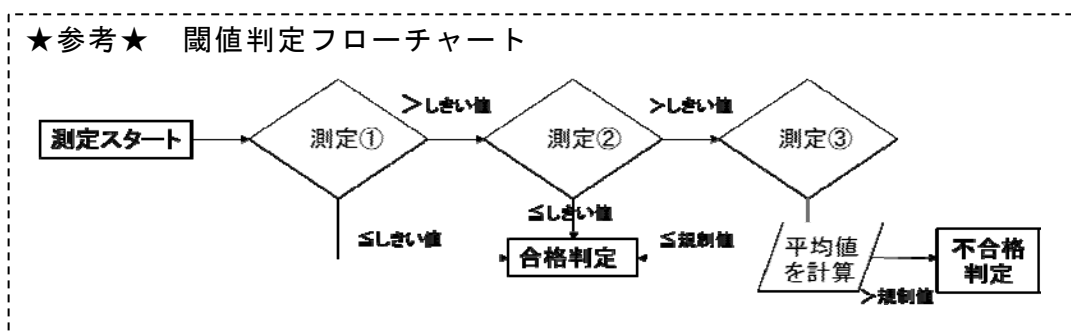 ★参考★ 閾値判定フローチャート
測定スタート
測定①
＞しきい値
測定②
＞しきい値
測定③
≦しきい値
≦しきい値
合格判定
≦規制値
平均値
を計算
＞規制値
不合格
判定